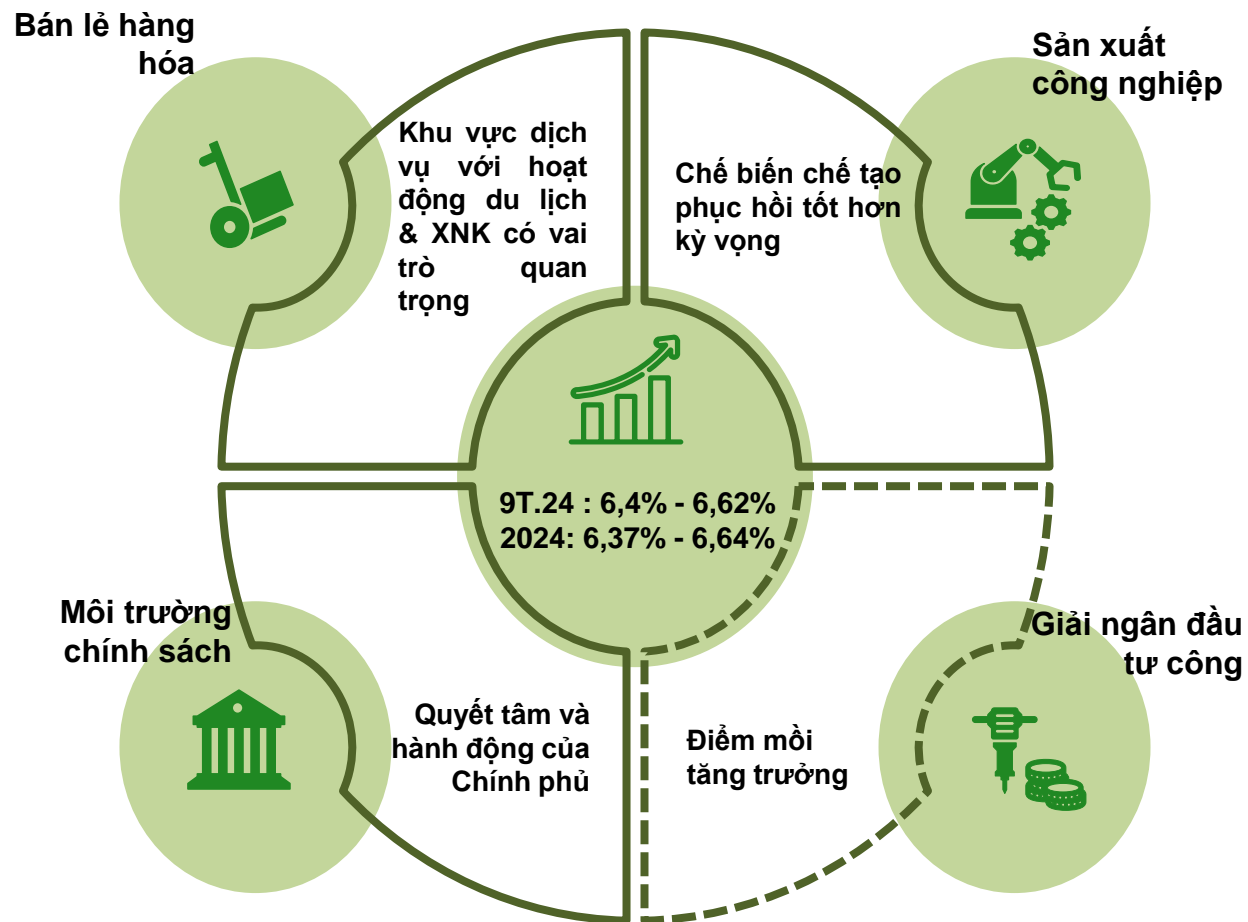 Bán lẻ hàng
hóa
Khu vực dịch
vụ với hoạt
động du lịch
& XNK có vai
trò quan
trọng
Sản xuất
công nghiệp
Chế biến chế tạo
phục hồi tốt hơn
kỳ vọng
9T.24 : 6,4% - 6,62%
2024: 6,37% - 6,64%
Môi trường
chính sách
Quyết tâm và
hành động của
Chính phủ
Giải ngân đầu
tư công
Điểm mồi
tăng trưởng